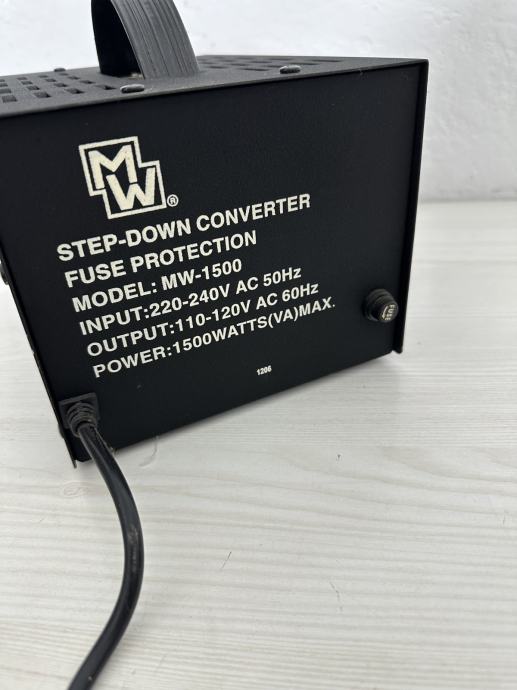 MW®
STEP-DOWN CONVERTER
FUSE PROTECTION
MODEL: MW-1500
INPUT:220-240V AC 50Hz
OUTPUT:110-120V AC 60Hz
POWER:1500WATTS(VA)MAX.
1206